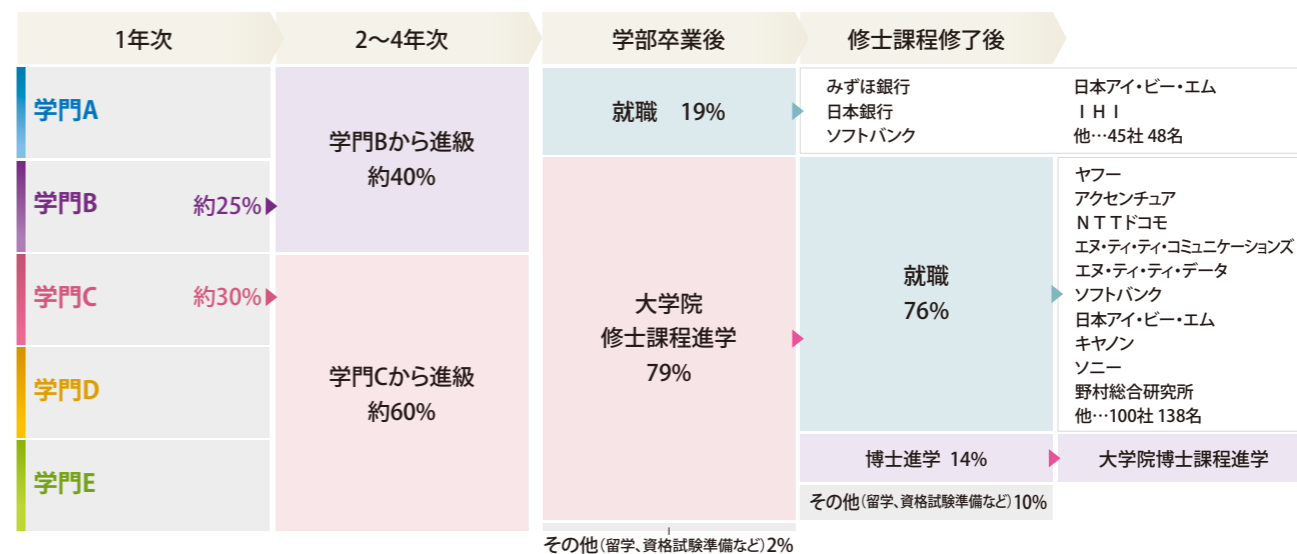 1年次
2〜4年次
学部卒業後
修士課程修了後
学門A
学門B
約25%
学門C
約30%
学門D
学門E
学門Bから進級
約40%
学門Cから進級
約60%
就職 19%
大学院
修士課程進学
79%
その他(留学、資格試験準備など)2%
みずほ銀行
日本銀行
ソフトバンク
日本アイ・ビー・エム
IHI
他…45社 48名
就職
76%
ヤフー
アクセンチュア
NTTドコモ
エヌ・ティ・ティ・コミュニケーションズ
エヌ・ティ・ティ・データ
ソフトバンク
日本アイ・ビー・エム
キヤノン
ソニー
野村総合研究所
他…100社 138名
博士進学 14%
大学院博士課程進学
その他(留学、資格試験準備など)10%